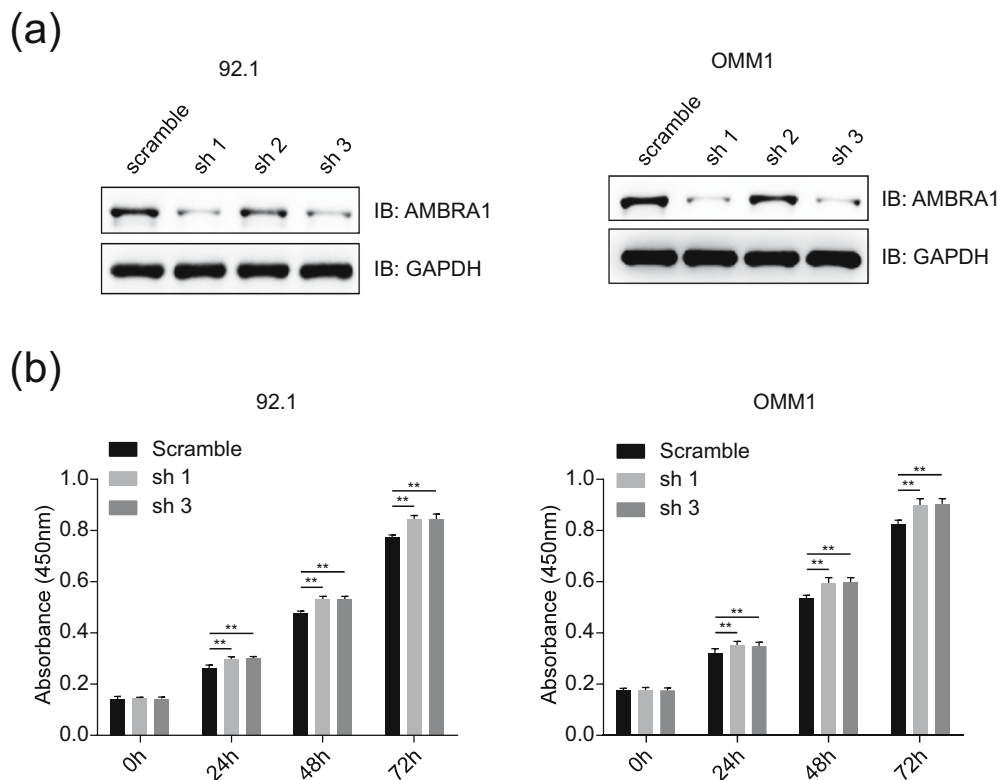 (a)
92.1
scramble
sh 1
sh 2
sh 3
IB: AMBRA1
IB: GAPDH
OMM1
scramble
sh 1
sh 2
sh 3
IB: AMBRA1
IB: GAPDH
(b)
92.1
Scramble
sh 1
sh 3
Absorbance (450nm)
1.0
0.8
0.6
0.4
0.2
0.0
**
**
**
**
**
**
0h
24h
48h
72h
OMM1
Scramble
sh 1
sh 3
Absorbance (450nm)
1.0
0.8
0.6
0.4
0.2
0.0
**
**
**
**
**
**
0h
24h
48h
72h